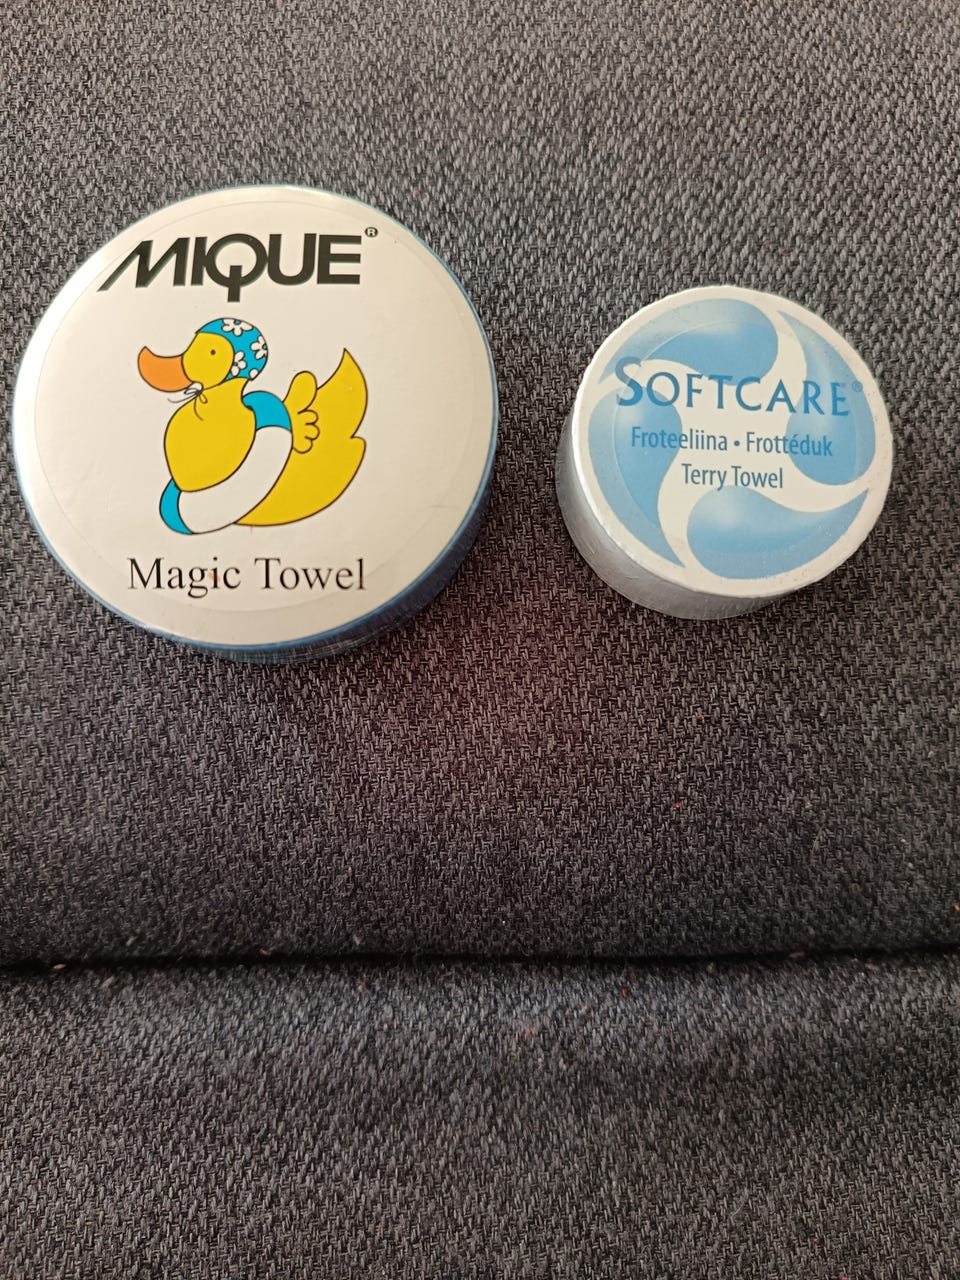 MIQUE®
Magic Towel
SOFTCARE®
Froteeliina • Frottéduk
Terry Towel